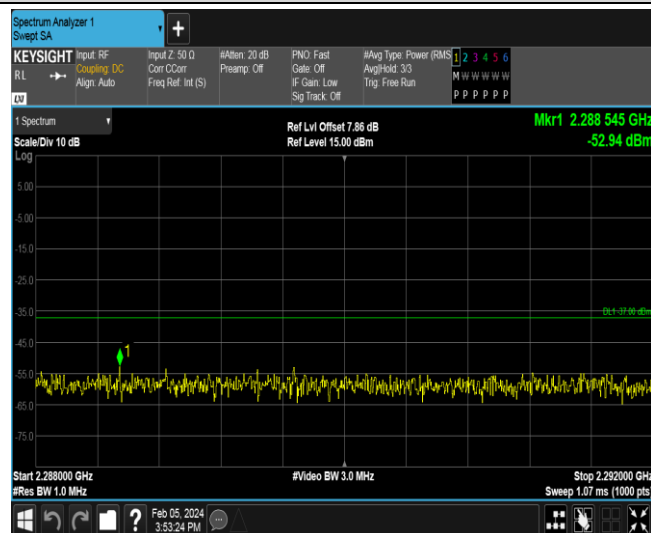 Spectrum Analyzer 1
Swept SA
+
KEYSIGHT Input: RF Input Z: 50 Ω #Atten: 20 dB PNO: Fast #Avg Type: Power (RMS 1 2 3 4 5 6
RL Coupling: DC Corr CCorr Preamp: Off Gate: Off Avg|Hold: 3/3 M W W W W W
Align: Auto Freq Ref: Int (S) IF Gain: Low Trig: Free Run
LXI Sig Track: Off P P P P P P
1 Spectrum Ref Lvl Offset 7.86 dB Mkr1 2.288 545 GHz
Scale/Div 10 dB Ref Level 15.00 dBm -52.94 dBm
Log
5.00
-5.00
-15.0
-25.0
-35.0 DL1 -37.00 dBm
-45.0
1
-55.0
-65.0
-75.0
Start 2.288000 GHz #Video BW 3.0 MHz Stop 2.292000 GHz
#Res BW 1.0 MHz Sweep 1.07 ms (1000 pts)
? Feb 05, 2024
3:53:24 PM